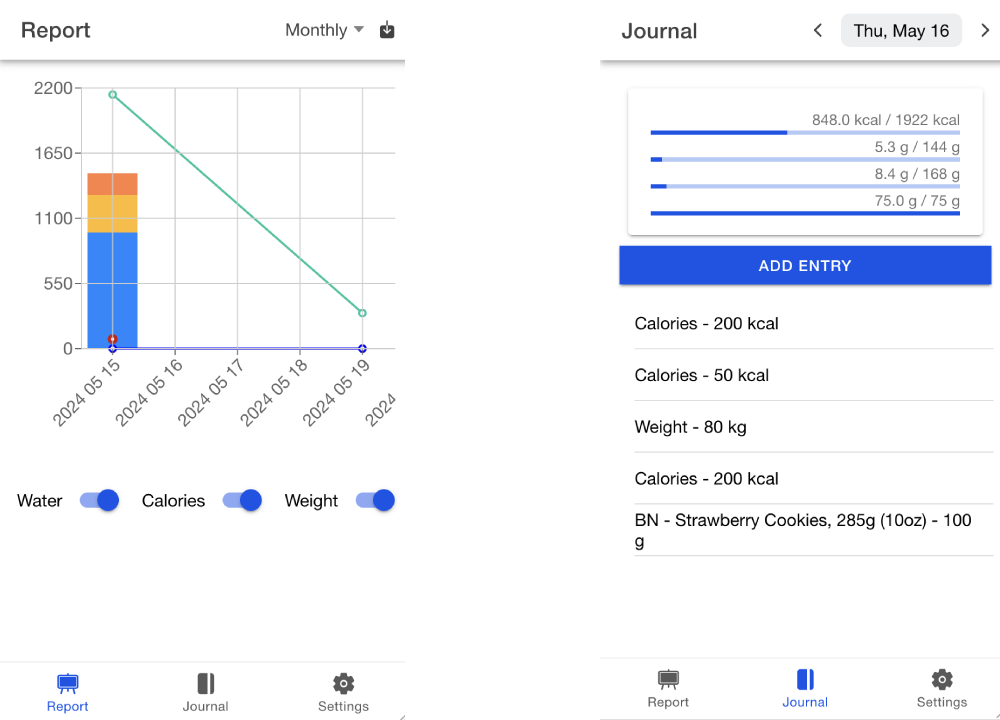 Report
Monthly
2200
1650
1100
550
0
2024 05 15
2024 05 16
2024 05 17
2024 05 18
2024 05 19
2024
Water
Calories
Weight
Report
Journal
Settings
Journal
Thu, May 16
848.0 kcal / 1922 kcal
5.3 g / 144 g
8.4 g / 168 g
75.0 g / 75 g
ADD ENTRY
Calories - 200 kcal
Calories - 50 kcal
Weight - 80 kg
Calories - 200 kcal
BN - Strawberry Cookies, 285g (10oz) - 100
g
Report
Journal
Settings